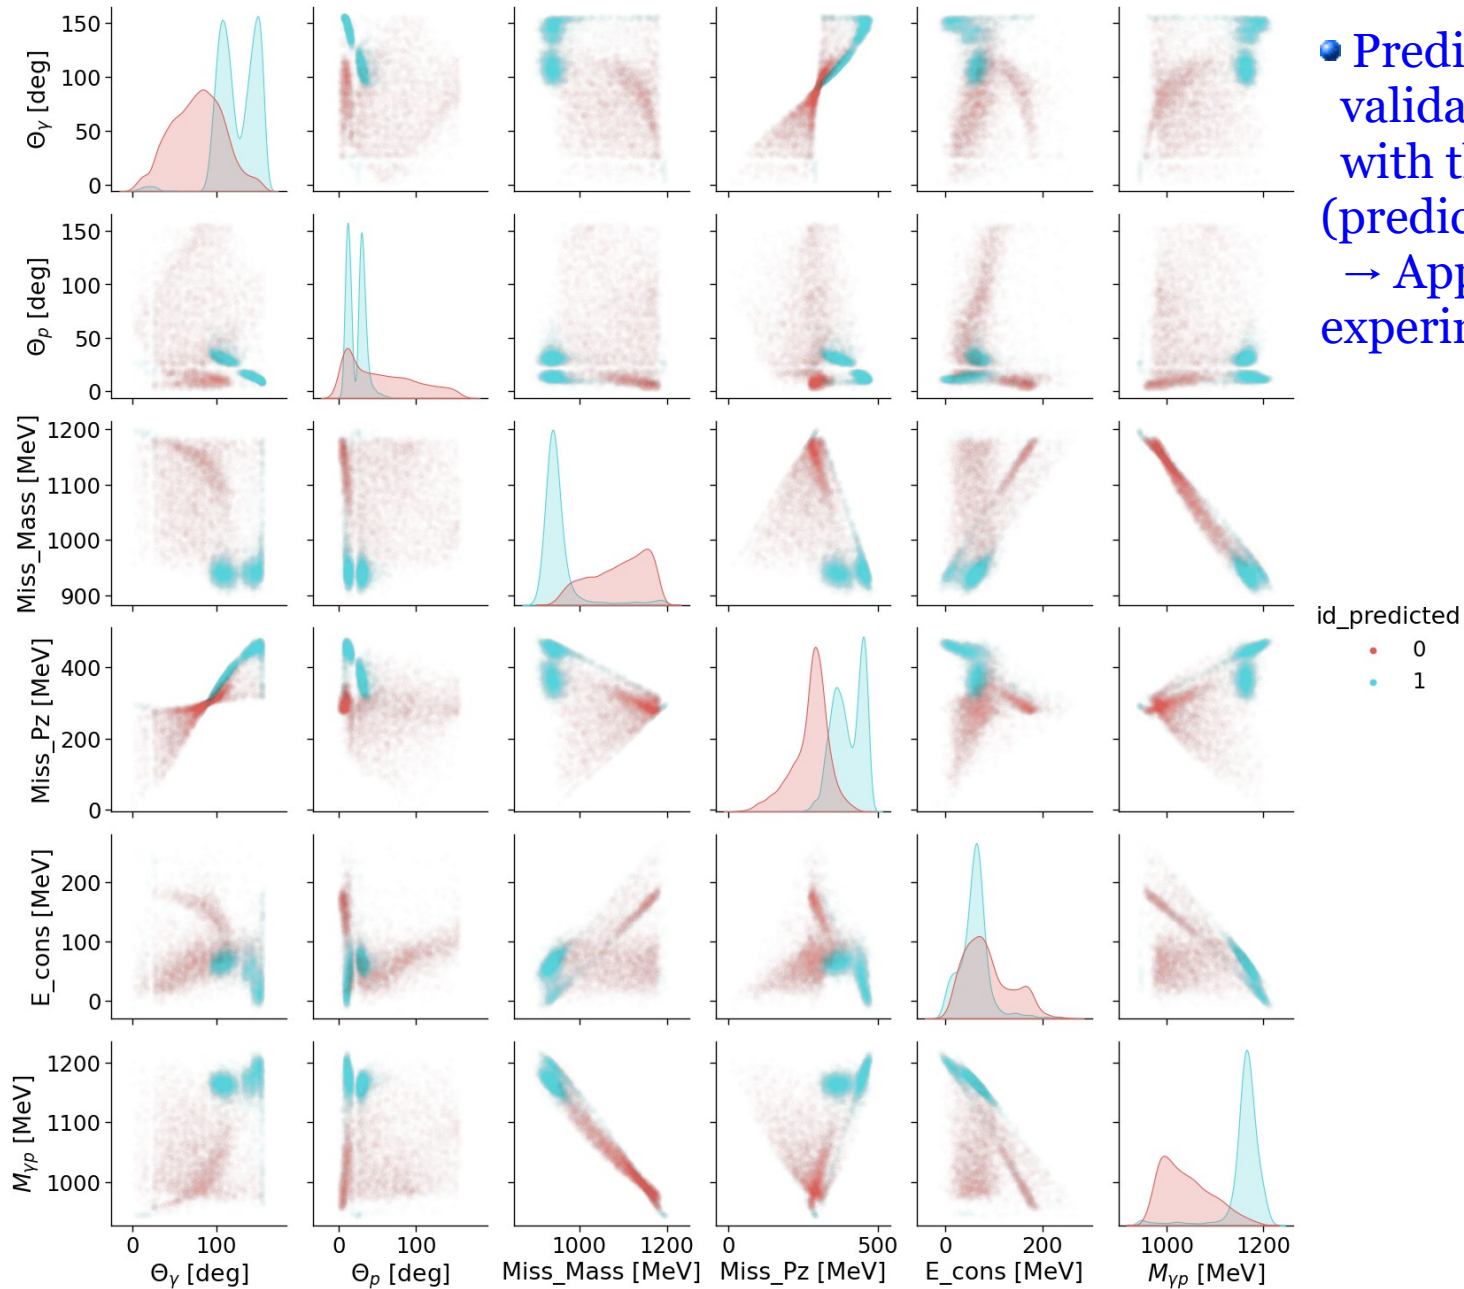 Θγ [deg]
150
100
50
0
Θp [deg]
150
100
50
0
Miss_Mass [MeV]
1200
1100
1000
900
Miss_Pz [MeV]
400
200
0
E_cons [MeV]
200
100
0
Mγp [MeV]
1200
1100
1000
0 100
Θγ [deg]
0 100
Θp [deg]
1000 1200
Miss_Mass [MeV]
0 500
Miss_Pz [MeV]
0 200
E_cons [MeV]
1000 1200
Mγp [MeV]
Predi
valida
with t
(predic
→ App
experi
id_predicted
0
1